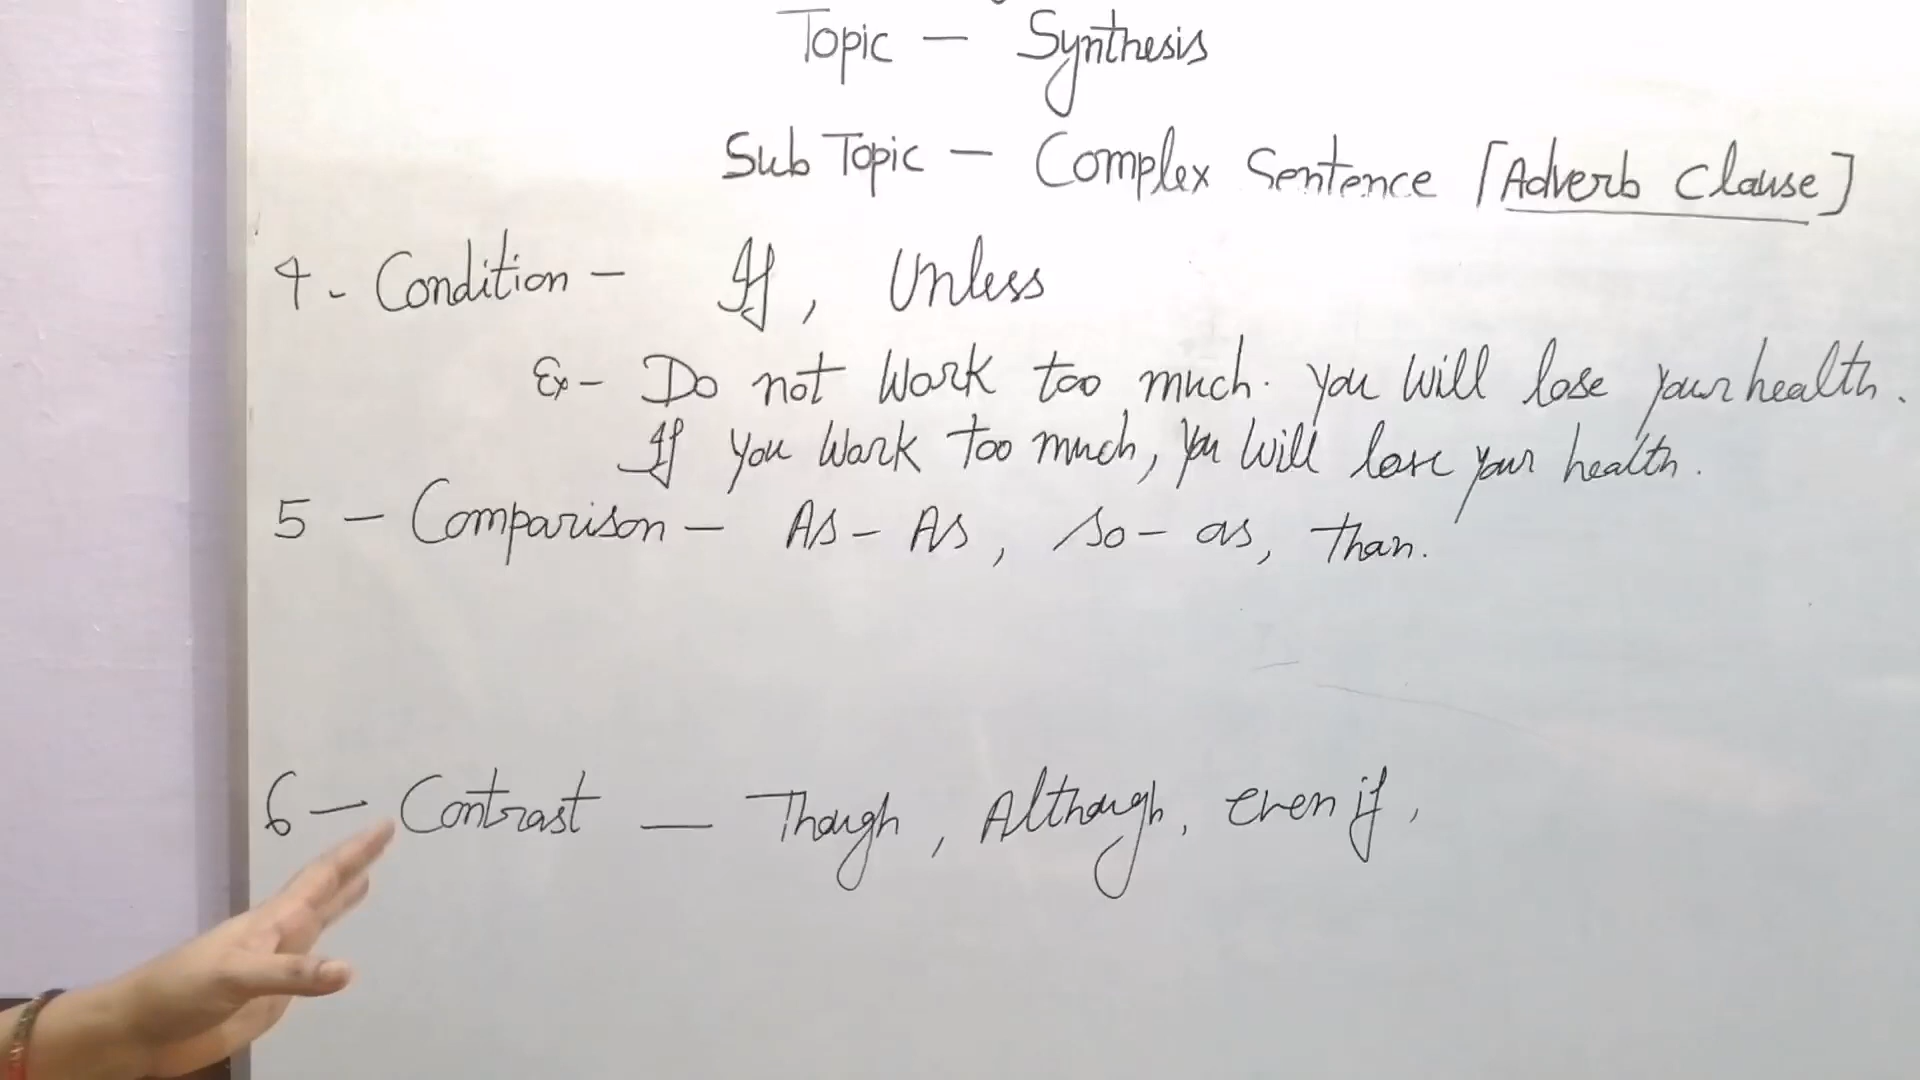 Topic — Synthesis
Sub Topic — Complex Sentence [Adverb Clause]
4 - Condition - If, Unless
Ex - Do not work too much. you will lose your health.
If you work too much, you will lose your health.
5 - Comparison - As - As, so - as, than.
6 - Contrast — Though, Although, even if,